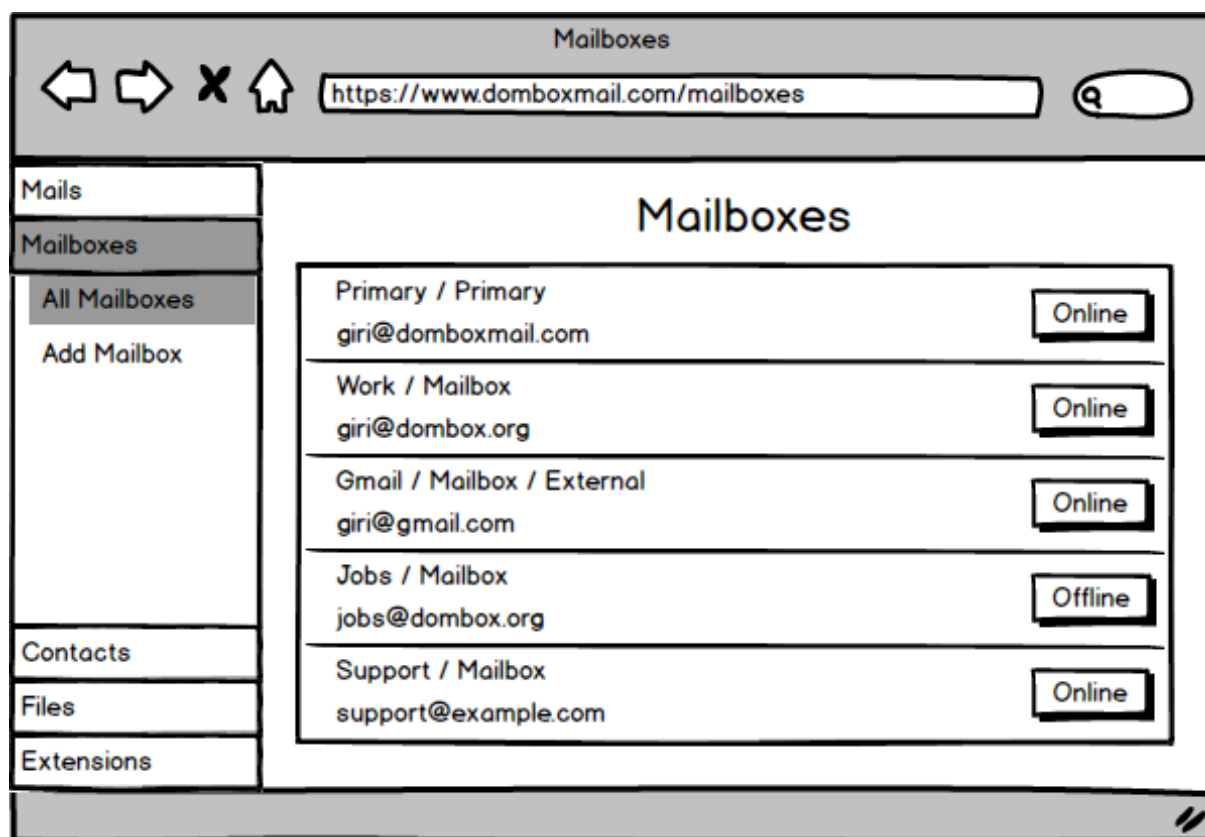 Mailboxes
https://www.domboxmail.com/mailboxes
Mails
Mailboxes
All Mailboxes
Add Mailbox
Contacts
Files
Extensions
Mailboxes
Primary / Primary
giri@domboxmail.com
Online
Work / Mailbox
giri@dombox.org
Online
Gmail / Mailbox / External
giri@gmail.com
Online
Jobs / Mailbox
jobs@dombox.org
Offline
Support / Mailbox
support@example.com
Online